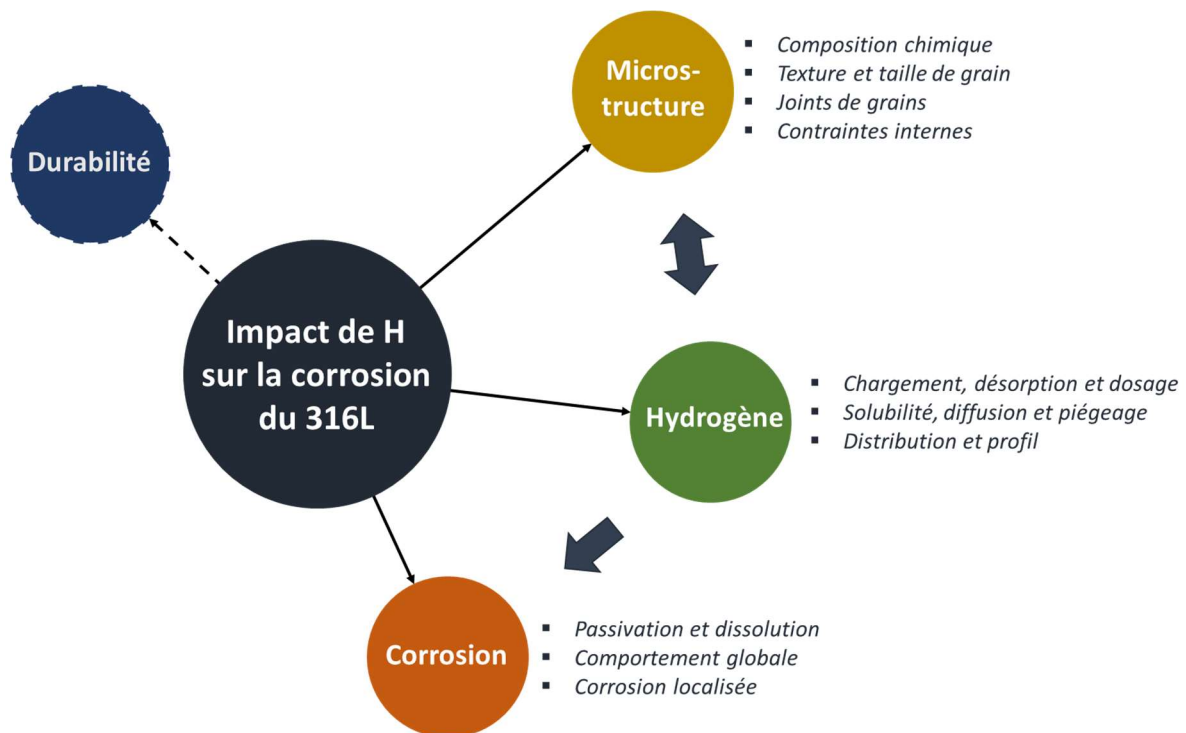 Micros-
tructure
▪ Composition chimique
▪ Texture et taille de grain
▪ Joints de grains
▪ Contraintes internes
Durabilité
Impact de H
sur la corrosion
du 316L
Hydrogène
▪ Chargement, désorption et dosage
▪ Solubilité, diffusion et piégeage
▪ Distribution et profil
Corrosion
▪ Passivation et dissolution
▪ Comportement globale
▪ Corrosion localisée